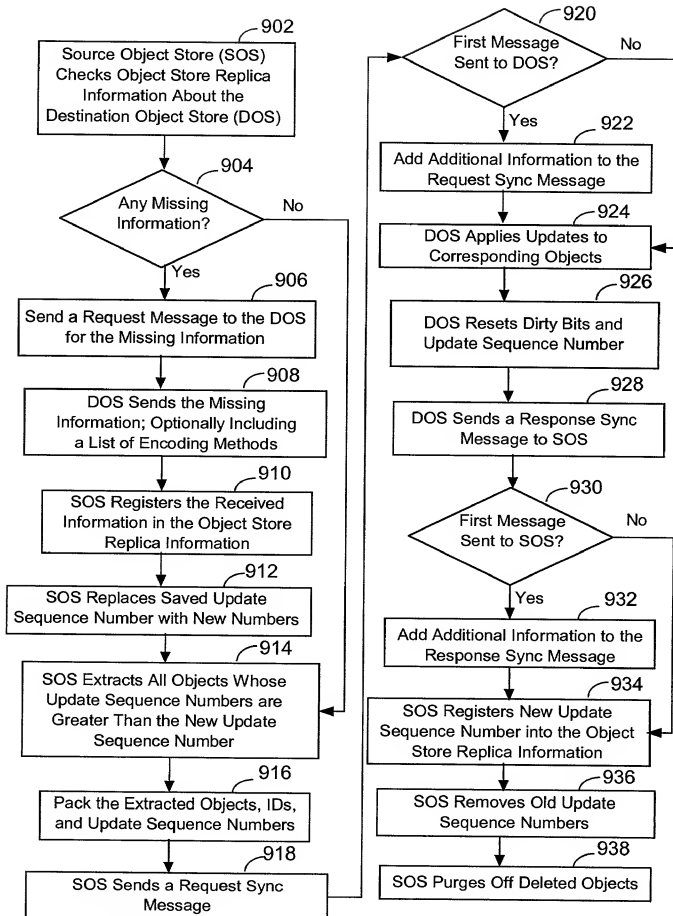 902
Source Object Store (SOS)
Checks Object Store Replica
Information About the
Destination Object Store (DOS)
904
Any Missing
Information?
No
Yes
906
Send a Request Message to the DOS
for the Missing Information
908
DOS Sends the Missing
Information; Optionally Including
a List of Encoding Methods
910
SOS Registers the Received
Information in the Object Store
Replica Information
912
SOS Replaces Saved Update
Sequence Number with New Numbers
914
SOS Extracts All Objects Whose
Update Sequence Numbers are
Greater Than the New Update
Sequence Number
916
Pack the Extracted Objects, IDs,
and Update Sequence Numbers
918
SOS Sends a Request Sync
Message
920
First Message
Sent to DOS?
No
Yes
922
Add Additional Information to the
Request Sync Message
924
DOS Applies Updates to
Corresponding Objects
926
DOS Resets Dirty Bits and
Update Sequence Number
928
DOS Sends a Response Sync
Message to SOS
930
First Message
Sent to SOS?
No
Yes
932
Add Additional Information to the
Response Sync Message
934
SOS Registers New Update
Sequence Number into the Object
Store Replica Information
936
SOS Removes Old Update
Sequence Numbers
938
SOS Purges Off Deleted Objects